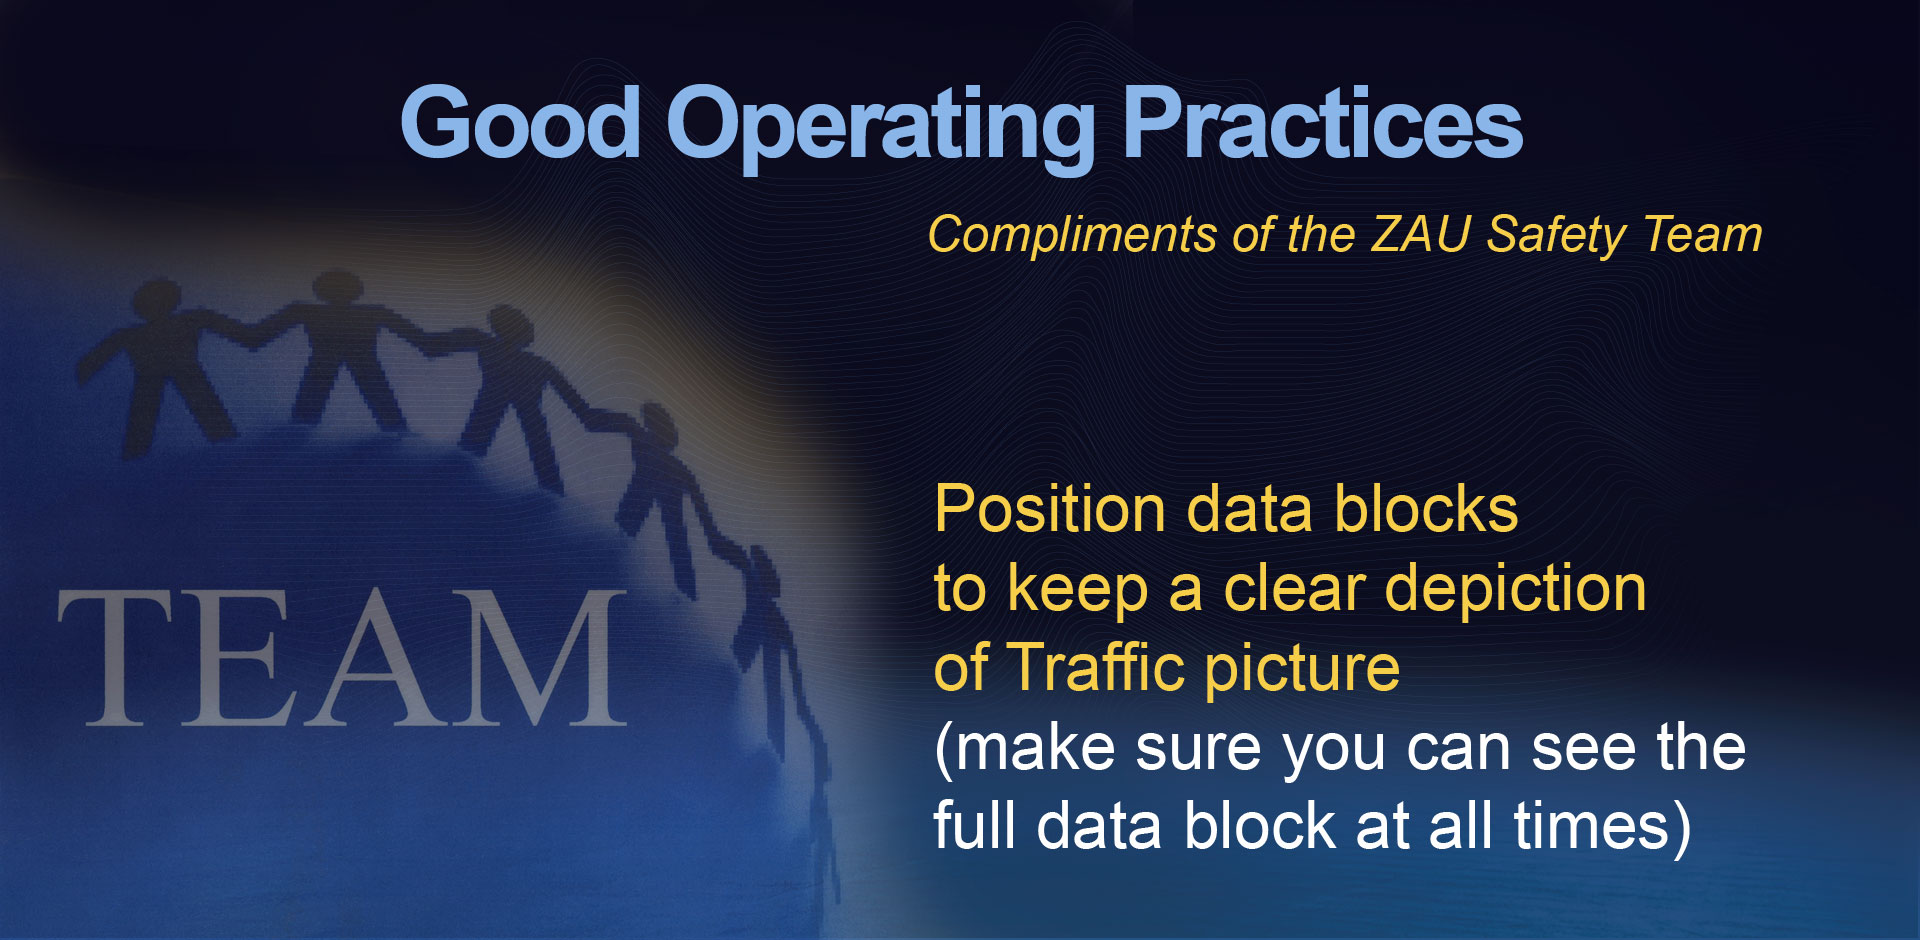 Good Operating Practices
Compliments of the ZAU Safety Team
TEAM
Position data blocks
to keep a clear depiction
of Traffic picture
(make sure you can see the
full data block at all times)